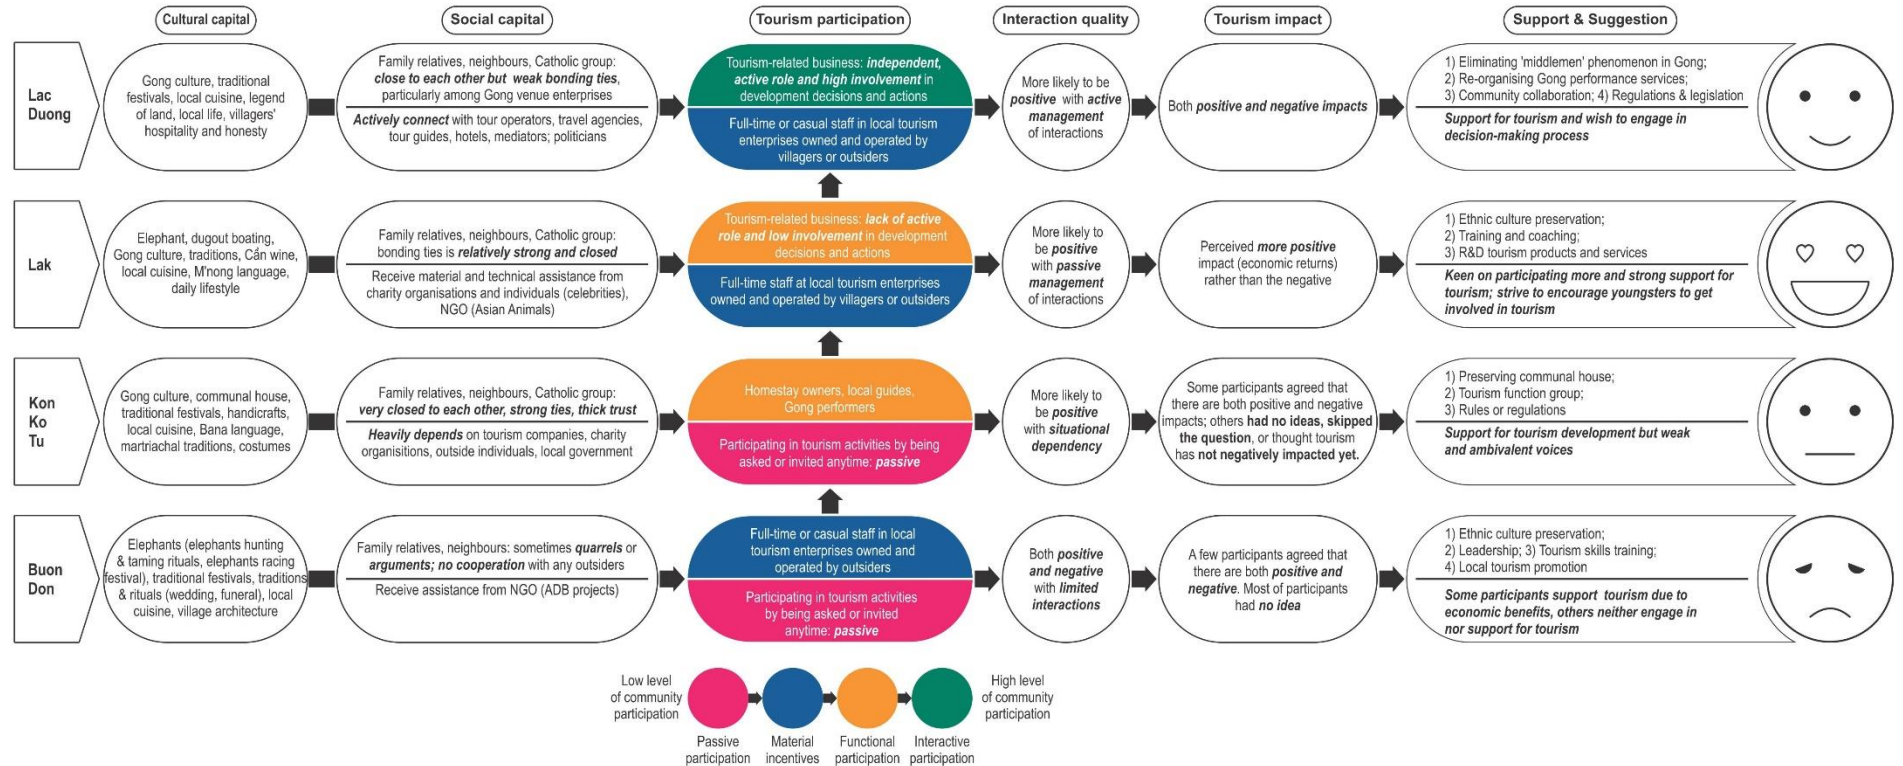 Cultural capital
Social capital
Tourism participation
Interaction quality
Tourism impact
Support & Suggestion
Lac
Duong
Gong culture, traditional
festivals, local cuisine, legend
of land, local life, villagers'
hospitality and honesty
Family relatives, neighbours, Catholic group:
close to each other but weak bonding ties,
particularly among Gong venue enterprises
Actively connect with tour operators, travel agencies,
tour guides, hotels, mediators; politicians
Tourism-related business: independent,
active role and high involvement in
development decisions and actions
Full-time or casual staff in local tourism
enterprises owned and operated by
villagers or outsiders
More likely to be
positive with active
management
of interactions
Both positive and negative impacts
1) Eliminating 'middlemen' phenomenon in Gong;
2) Re-organising Gong performance services;
3) Community collaboration; 4) Regulations & legislation
Support for tourism and wish to engage in
decision-making process
Lak
Elephant, dugout boating,
Gong culture, traditions, Cần wine,
local cuisine, M'nong language,
daily lifestyle
Family relatives, neighbours, Catholic group:
bonding ties is relatively strong and closed
Receive material and technical assistance from
charity organisations and individuals (celebrities),
NGO (Asian Animals)
Tourism-related business: lack of active
role and low involvement in development
decisions and actions
Full-time staff at local tourism enterprises
owned and operated by villagers or outsiders
More likely to
be positive
with passive
management
of interactions
Perceived more positive
impact (economic returns)
rather than the negative
1) Ethnic culture preservation;
2) Training and coaching;
3) R&D tourism products and services
Keen on participating more and strong support for
tourism; strive to encourage youngsters to get
involved in tourism
Kon
Ko
Tu
Gong culture, communal house,
traditional festivals, handicrafts,
local cuisine, Bana language,
martriachal traditions, costumes
Family relatives, neighbours, Catholic group:
very closed to each other, strong ties, thick trust
Heavily depends on tourism companies, charity
organisitions, outside individuals, local government
Homestay owners, local guides,
Gong performers
Participating in tourism activities by being
asked or invited anytime: passive
More likely to
be positive
with situational
dependency
Some participants agreed that
there are both positive and negative
impacts; others had no ideas, skipped
the question, or thought tourism
has not negatively impacted yet.
1) Preserving communal house;
2) Tourism function group;
3) Rules or regulations
Support for tourism development but weak
and ambivalent voices
Buon
Don
Elephants (elephants hunting
& taming rituals, elephants racing
festival), traditional festivals, traditions
& rituals (wedding, funeral), local
cuisine, village architecture
Family relatives, neighbours: sometimes quarrels or
arguments; no cooperation with any outsiders
Receive assistance from NGO (ADB projects)
Full-time or casual staff in local
tourism enterprises owned and
operated by outsiders
Participating in tourism activities
by being asked or invited
anytime: passive
Both positive
and negative
with limited
interactions
A few participants agreed that
there are both positive and
negative. Most of participants
had no idea
1) Ethnic culture preservation;
2) Leadership; 3) Tourism skills training;
4) Local tourism promotion
Some participants support tourism due to
economic benefits, others neither engage in
nor support for tourism
Low level
of community
participation
High level
of community
participation
Passive
participation
Material
incentives
Functional
participation
Interactive
participation